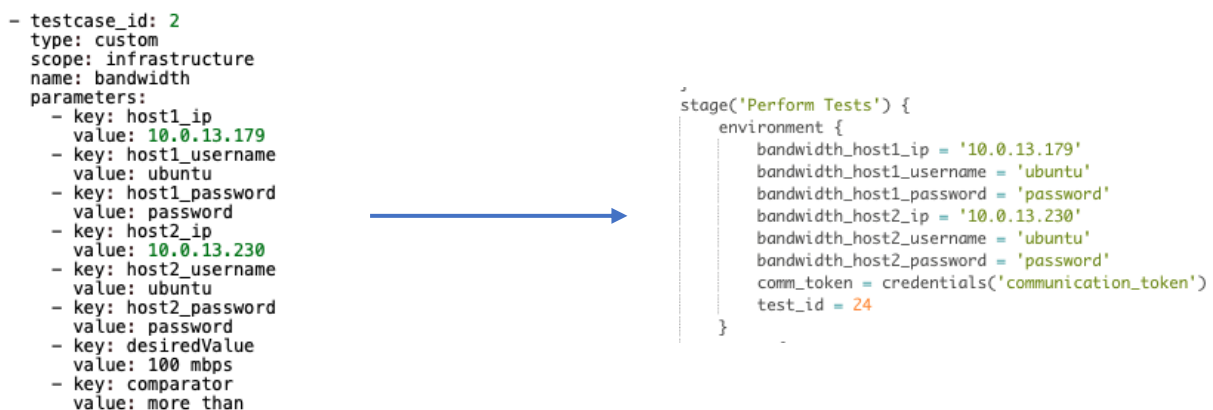 - testcase_id: 2
type: custom
scope: infrastructure
name: bandwidth
parameters:
- key: host1_ip
value: 10.0.13.179
- key: host1_username
value: ubuntu
- key: host1_password
value: password
- key: host2_ip
value: 10.0.13.230
- key: host2_username
value: ubuntu
- key: host2_password
value: password
- key: desiredValue
value: 100 mbps
- key: comparator
value: more than
stage('Perform Tests') {
environment {
bandwidth_host1_ip = '10.0.13.179'
bandwidth_host1_username = 'ubuntu'
bandwidth_host1_password = 'password'
bandwidth_host2_ip = '10.0.13.230'
bandwidth_host2_username = 'ubuntu'
bandwidth_host2_password = 'password'
comm_token = credentials('communication_token')
test_id = 24
}